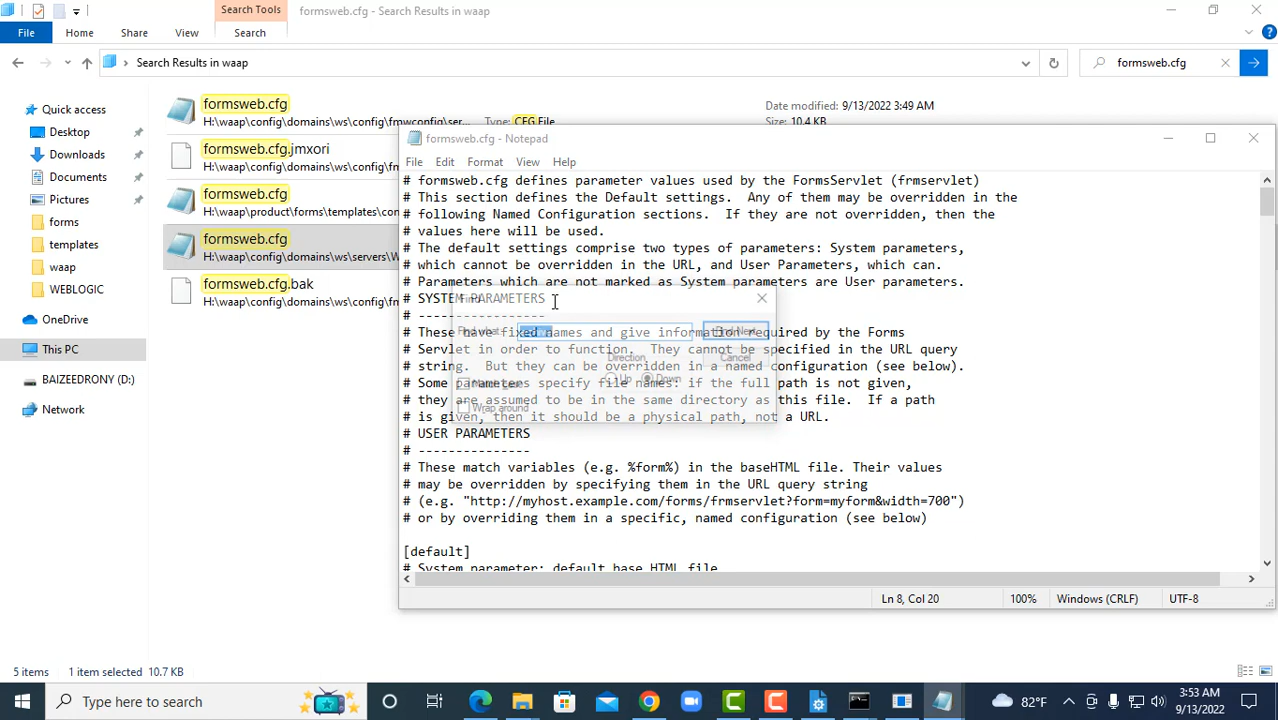 Search Tools
formsweb.cfg - Search Results in waap
File
Home
Share
View
Search
Search Results in waap
formsweb.cfg
Quick access
Desktop
Downloads
Documents
Pictures
forms
templates
waap
WEBLOGIC
OneDrive
This PC
BAIZEEDRONY (D:)
Network
formsweb.cfg
H:\waap\config\domains\ws\config\fmwconfig\ser...
Type: CFG File
Date modified: 9/13/2022 3:49 AM
Size: 10.4 KB
formsweb.cfg.jmxori
H:\waap\config\domains\ws\config\fm
formsweb.cfg
H:\waap\product\forms\templates\con
formsweb.cfg
H:\waap\config\domains\ws\servers\W
formsweb.cfg.bak
H:\waap\config\domains\ws\config\fm
formsweb.cfg - Notepad
File Edit Format View Help
# formsweb.cfg defines parameter values used by the FormsServlet (frmservlet)
# This section defines the Default settings.  Any of them may be overridden in the
# following Named Configuration sections.  If they are not overridden, then the
# values here will be used.
# The default settings comprise two types of parameters: System parameters,
# which cannot be overridden in the URL, and User Parameters, which can.
# Parameters which are not marked as System parameters are User parameters.
# SYSTEM PARAMETERS
# -----------------
# These have fixed names and give information required by the Forms
# Servlet in order to function.  They cannot be specified in the URL query
# string.  But they can be overridden in a named configuration (see below).
# Some parameters specify file names: if the full path is not given,
# they are assumed to be in the same directory as this file.  If a path
# is given, then it should be a physical path, not a URL.
# USER PARAMETERS
# ---------------
# These match variables (e.g. %form%) in the baseHTML file. Their values
# may be overridden by specifying them in the URL query string
# (e.g. "http://myhost.example.com/forms/frmservlet?form=myform&width=700")
# or by overriding them in a specific, named configuration (see below)
[default]
# System parameter: default base HTML file
Find
Find what:
Find Next
Direction
Cancel
Up
Down
Match case
Wrap around
Ln 8, Col 20
100%
Windows (CRLF)
UTF-8
5 items
1 item selected 10.7 KB
Type here to search
82°F
3:53 AM
9/13/2022